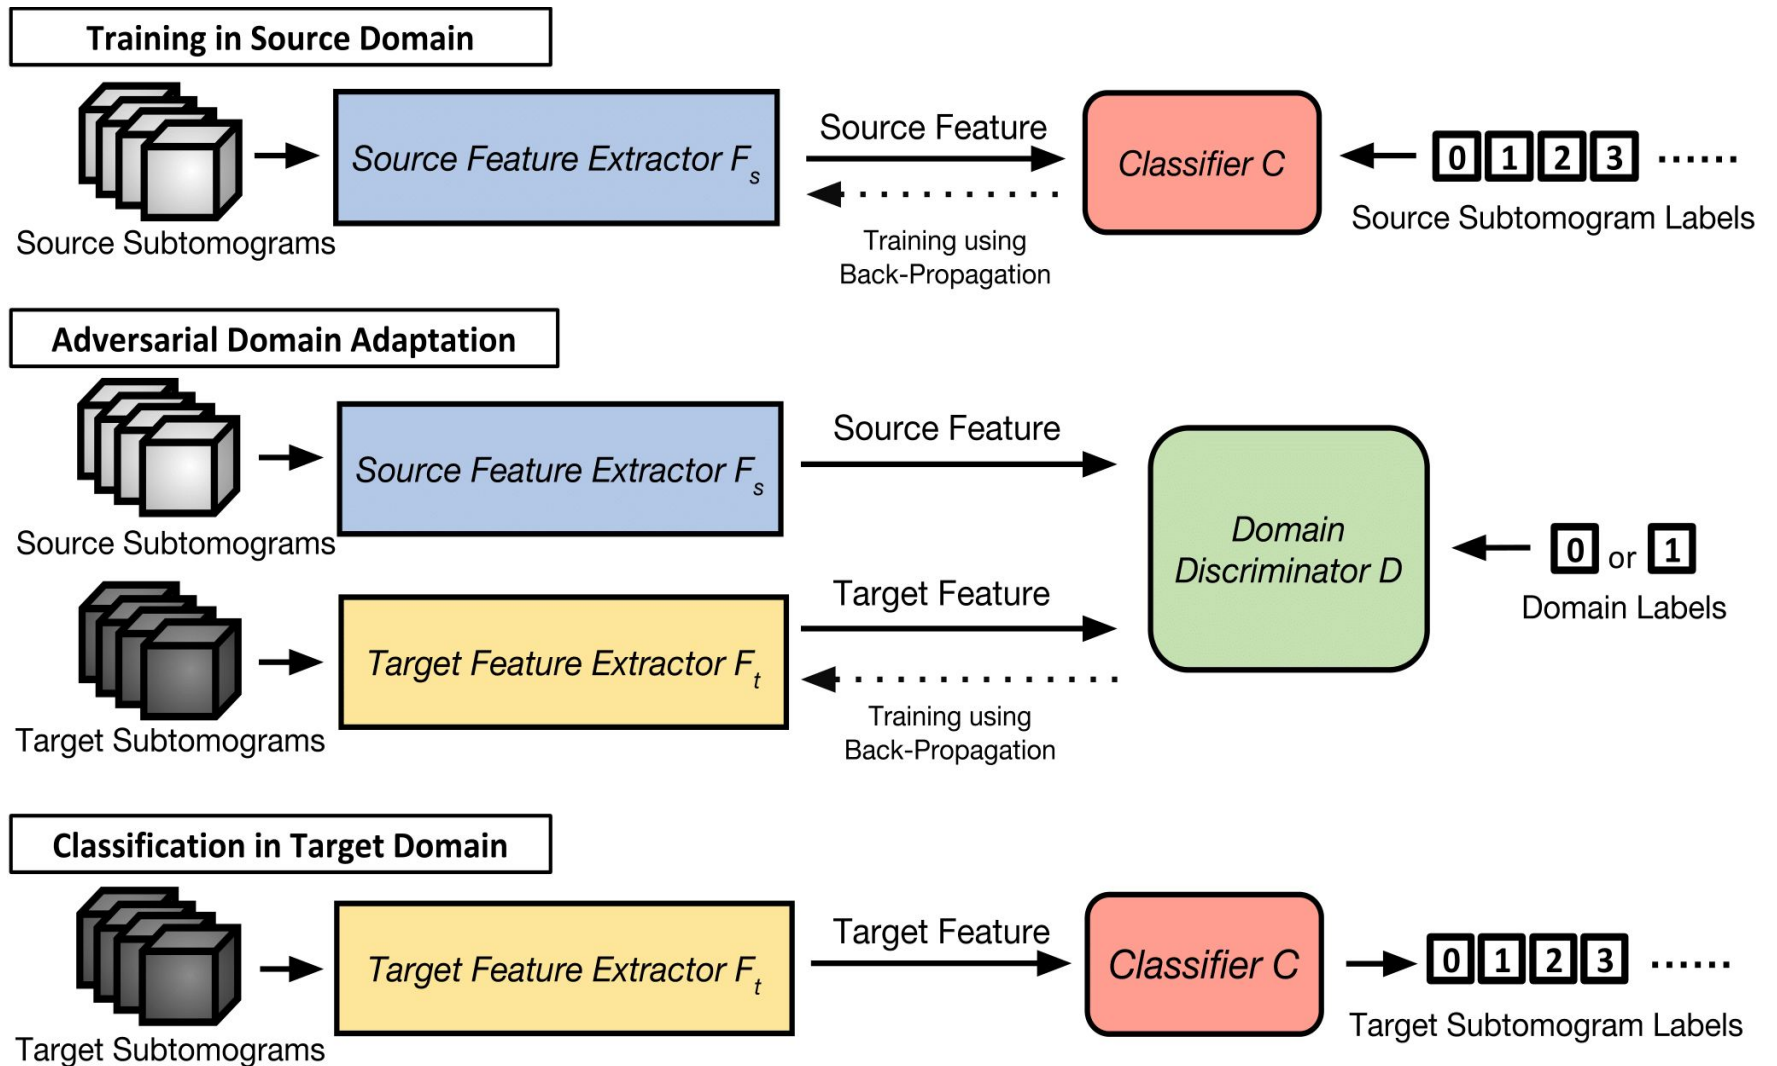 Training in Source Domain
Source Subtomograms
Source Feature Extractor Fs
Source Feature
Training using
Back-Propagation
Classifier C
0 1 2 3 ......
Source Subtomogram Labels
Adversarial Domain Adaptation
Source Subtomograms
Source Feature Extractor Fs
Source Feature
Target Subtomograms
Target Feature Extractor Ft
Target Feature
Training using
Back-Propagation
Domain
Discriminator D
0 or 1
Domain Labels
Classification in Target Domain
Target Subtomograms
Target Feature Extractor Ft
Target Feature
Classifier C
0 1 2 3 ......
Target Subtomogram Labels